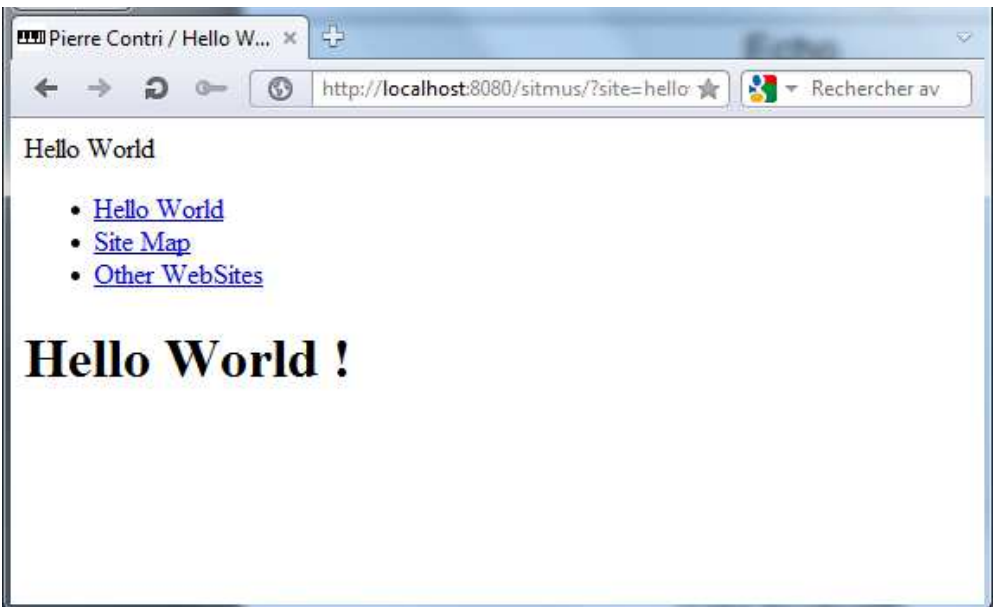 Pierre Contri / Hello W...
Echo
http://localhost:8080/sitmus/?site=hello
Rechercher av
Hello World
Hello World
Site Map
Other WebSites
Hello World !